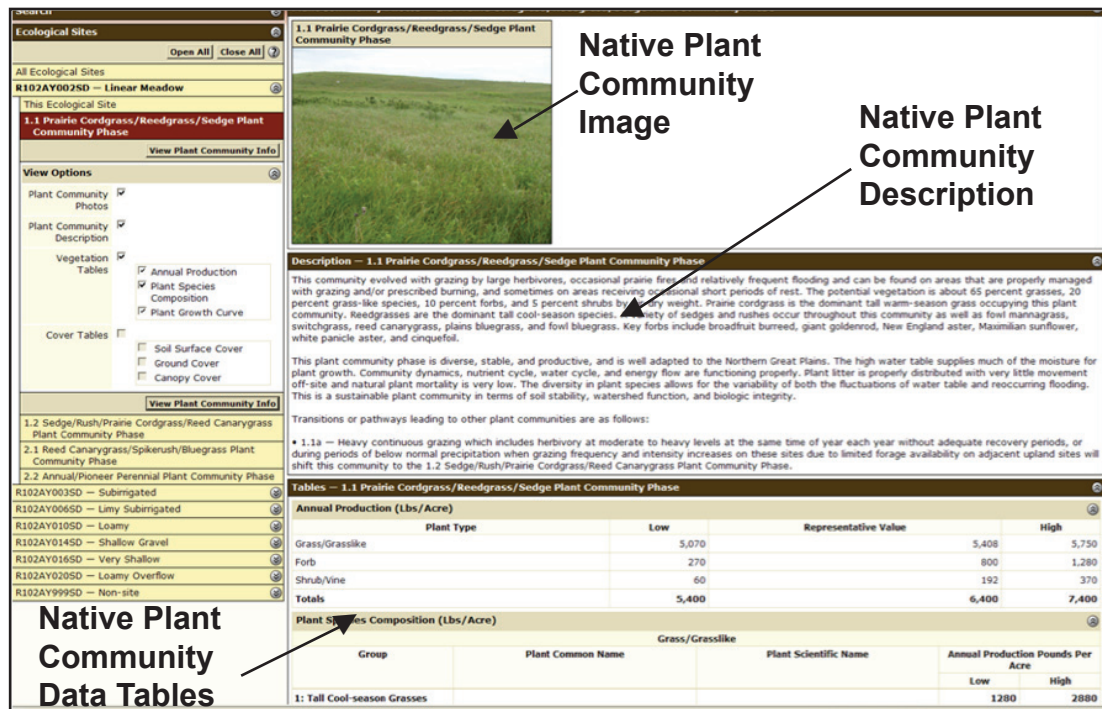 Search
Ecological Sites
Open All Close All ?
All Ecological Sites
R102AY002SD — Linear Meadow
This Ecological Site
1.1 Prairie Cordgrass/Reedgrass/Sedge Plant
Community Phase
View Plant Community Info
View Options
Plant Community
Photos
Plant Community
Description
Vegetation
Tables
Annual Production
Plant Species
Composition
Plant Growth Curve
Cover Tables
Soil Surface Cover
Ground Cover
Canopy Cover
View Plant Community Info
1.2 Sedge/Rush/Prairie Cordgrass/Reed Canarygrass
Plant Community Phase
2.1 Reed Canarygrass/Spikerush/Bluegrass Plant
Community Phase
2.2 Annual/Pioneer Perennial Plant Community Phase
R102AY003SD — Subirrigated
R102AY006SD — Limy Subirrigated
R102AY010SD — Loamy
R102AY014SD — Shallow Gravel
R102AY016SD — Very Shallow
R102AY020SD — Loamy Overflow
R102AY999SD — Non-site
Native Plant
Community
Data Tables
1.1 Prairie Cordgrass/Reedgrass/Sedge Plant
Community Phase
Native Plant
Community
Image
Native Plant
Community
Description
Description — 1.1 Prairie Cordgrass/Reedgrass/Sedge Plant Community Phase
This community evolved with grazing by large herbivores, occasional prairie fires and relatively frequent flooding and can be found on areas that are properly managed
with grazing and/or prescribed burning, and sometimes on areas receiving occasional short periods of rest. The potential vegetation is about 65 percent grasses, 20
percent grass-like species, 10 percent forbs, and 5 percent shrubs by dry weight. Prairie cordgrass is the dominant tall warm-season grass occupying this plant
community. Reedgrasses are the dominant tall cool-season species. variety of sedges and rushes occur throughout this community as well as fowl mannagrass,
switchgrass, reed canarygrass, plains bluegrass, and fowl bluegrass. Key forbs include broadfruit burreed, giant goldenrod, New England aster, Maximilian sunflower,
white panicle aster, and cinquefoil.
This plant community phase is diverse, stable, and productive, and is well adapted to the Northern Great Plains. The high water table supplies much of the moisture for
plant growth. Community dynamics, nutrient cycle, water cycle, and energy flow are functioning properly. Plant litter is properly distributed with very little movement
off-site and natural plant mortality is very low. The diversity in plant species allows for the variability of both the fluctuations of water table and reoccurring flooding.
This is a sustainable plant community in terms of soil stability, watershed function, and biologic integrity.
Transitions or pathways leading to other plant communities are as follows:
• 1.1a — Heavy continuous grazing which includes herbivory at moderate to heavy levels at the same time of year each year without adequate recovery periods, or
during periods of below normal precipitation when grazing frequency and intensity increases on these sites due to limited forage availability on adjacent upland sites will
shift this community to the 1.2 Sedge/Rush/Prairie Cordgrass/Reed Canarygrass Plant Community Phase.
Tables — 1.1 Prairie Cordgrass/Reedgrass/Sedge Plant Community Phase
Annual Production (Lbs/Acre)
Plant Type Low Representative Value High
Grass/Grasslike 5,070 5,408 5,750
Forb 270 800 1,280
Shrub/Vine 60 192 370
Totals 5,400 6,400 7,400
Plant Species Composition (Lbs/Acre)
Grass/Grasslike
Group Plant Common Name Plant Scientific Name Annual Production Pounds Per
Acre
Low High
1: Tall Cool-season Grasses 1280 2880